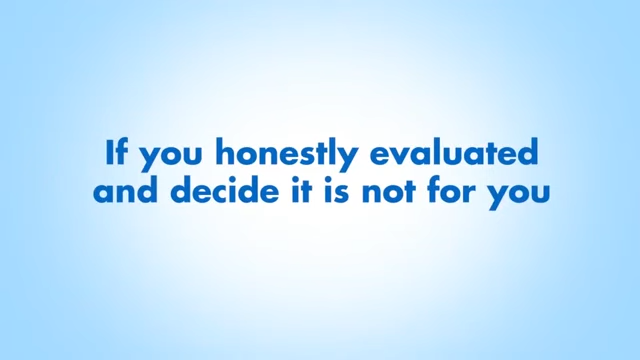 If you honestly evaluated
and decide it is not for you